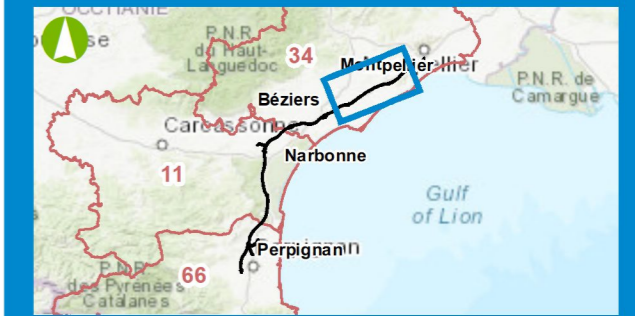 OCCITANIE
P.N.R.
du Haut-
Languedoc
34
Montpellier
P.N.R. de
Camargue
Béziers
Carcassonne
Narbonne
11
Gulf
of Lion
Perpignan
66
P.N.R.
des Pyrénées
Catalanes